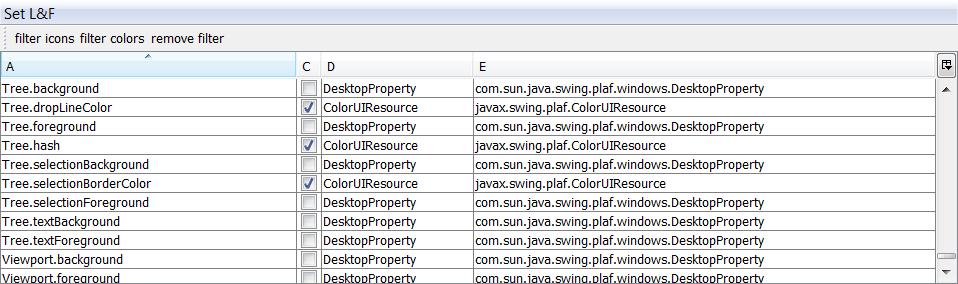 Set L&F
filter icons filter colors remove filter
A C D E
Tree.background DesktopProperty com.sun.java.swing.plaf.windows.DesktopProperty
Tree.dropLineColor ColorUIResource javax.swing.plaf.ColorUIResource
Tree.foreground DesktopProperty com.sun.java.swing.plaf.windows.DesktopProperty
Tree.hash ColorUIResource javax.swing.plaf.ColorUIResource
Tree.selectionBackground DesktopProperty com.sun.java.swing.plaf.windows.DesktopProperty
Tree.selectionBorderColor ColorUIResource javax.swing.plaf.ColorUIResource
Tree.selectionForeground DesktopProperty com.sun.java.swing.plaf.windows.DesktopProperty
Tree.textBackground DesktopProperty com.sun.java.swing.plaf.windows.DesktopProperty
Tree.textForeground DesktopProperty com.sun.java.swing.plaf.windows.DesktopProperty
Viewport.background DesktopProperty com.sun.java.swing.plaf.windows.DesktopProperty
Viewport.foreground DesktopProperty com.sun.java.swing.plaf.windows.DesktopProperty